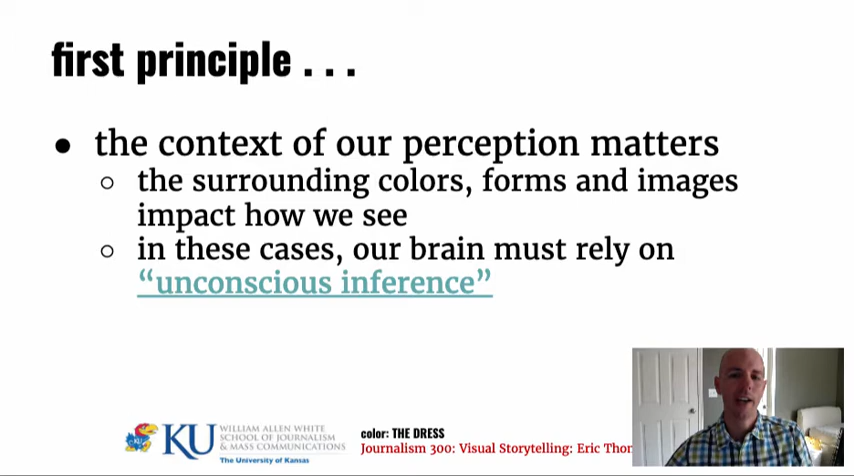 first principle . . .
● the context of our perception matters
○ the surrounding colors, forms and images
impact how we see
○ in these cases, our brain must rely on
“unconscious inference”
KU
WILLIAM ALLEN WHITE
SCHOOL OF JOURNALISM
& MASS COMMUNICATIONS
The University of Kansas
color: THE DRESS
Journalism 300: Visual Storytelling: Eric Thor